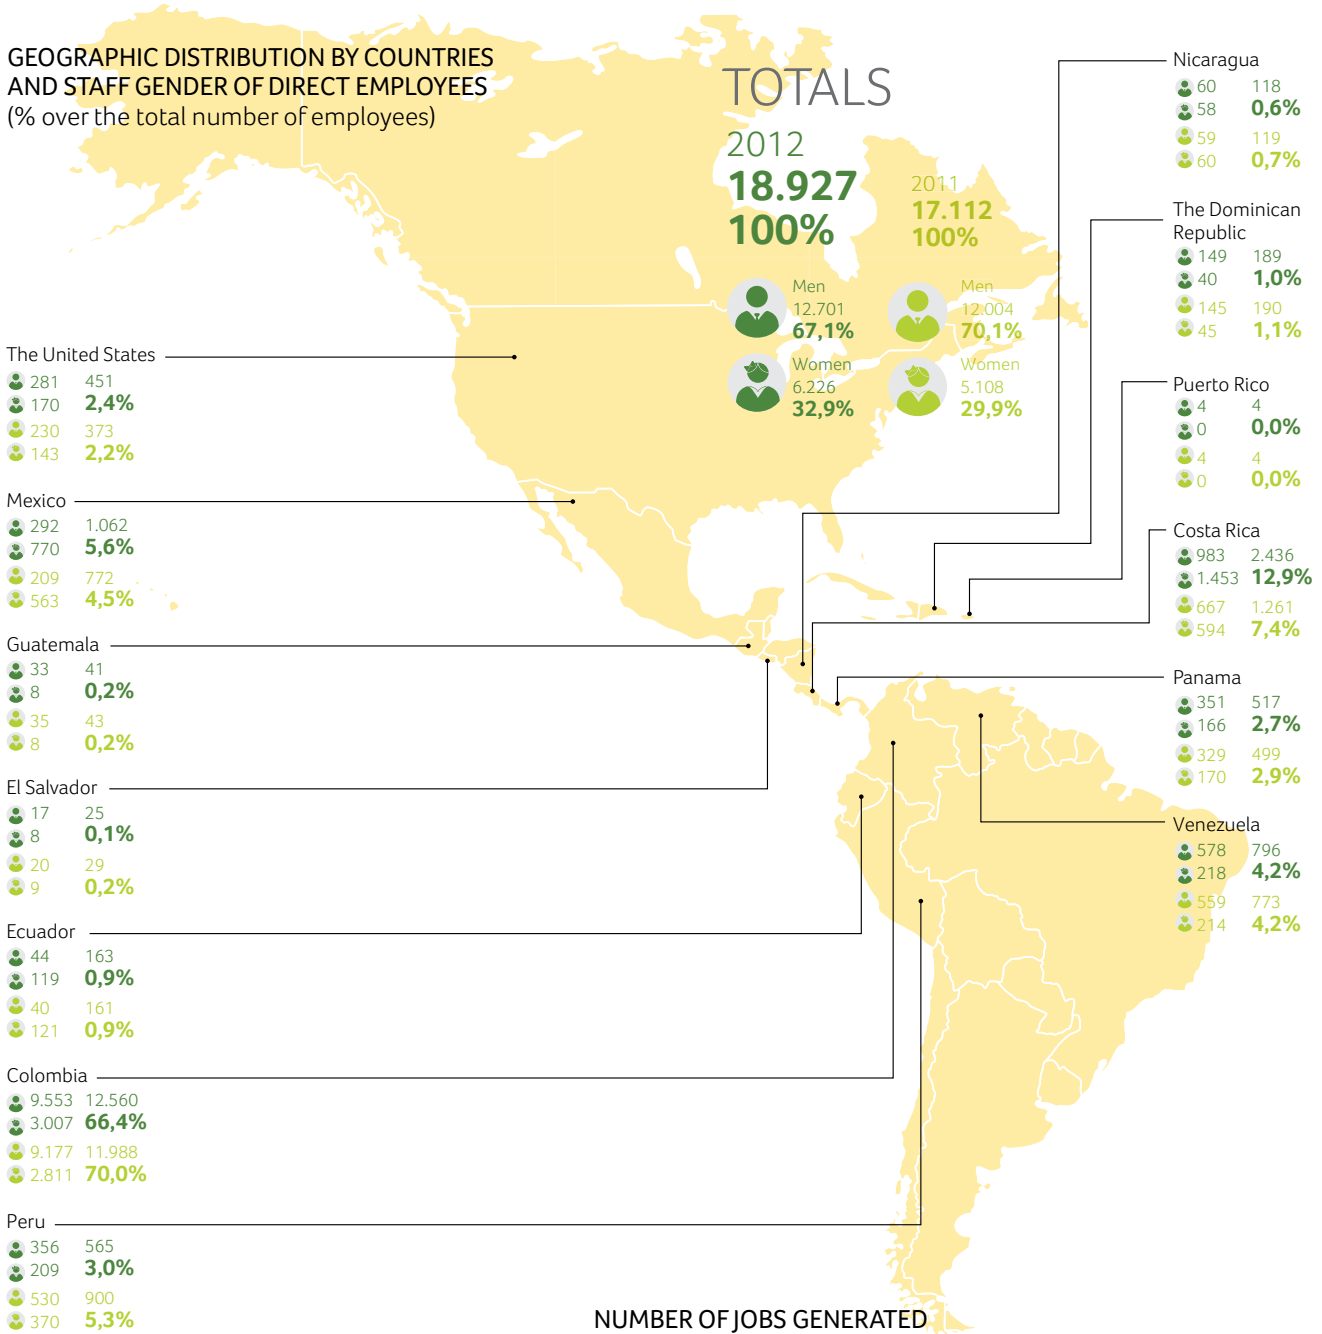 GEOGRAPHIC DISTRIBUTION BY COUNTRIES
AND STAFF GENDER OF DIRECT EMPLOYEES
(% over the total number of employees)
TOTALS
2012
18.927
100%
2011
17.112
100%
Men
12.701
67,1%
Men
12.004
70,1%
Women
6.226
32,9%
Women
5.108
29,9%
The United States
281 451
170 2,4%
230 373
143 2,2%
Mexico
292 1.062
770 5,6%
209 772
563 4,5%
Guatemala
33 41
8 0,2%
35 43
8 0,2%
El Salvador
17 25
8 0,1%
20 29
9 0,2%
Ecuador
44 163
119 0,9%
40 161
121 0,9%
Colombia
9.553 12.560
3.007 66,4%
9.177 11.988
2.811 70,0%
Peru
356 565
209 3,0%
530 900
370 5,3%
Nicaragua
60 118
58 0,6%
59 119
60 0,7%
The Dominican
Republic
149 189
40 1,0%
145 190
45 1,1%
Puerto Rico
4 4
0 0,0%
4 4
0 0,0%
Costa Rica
983 2.436
1.453 12,9%
667 1.261
594 7,4%
Panama
351 517
166 2,7%
329 499
170 2,9%
Venezuela
578 796
218 4,2%
559 773
214 4,2%
NUMBER OF JOBS GENERATED